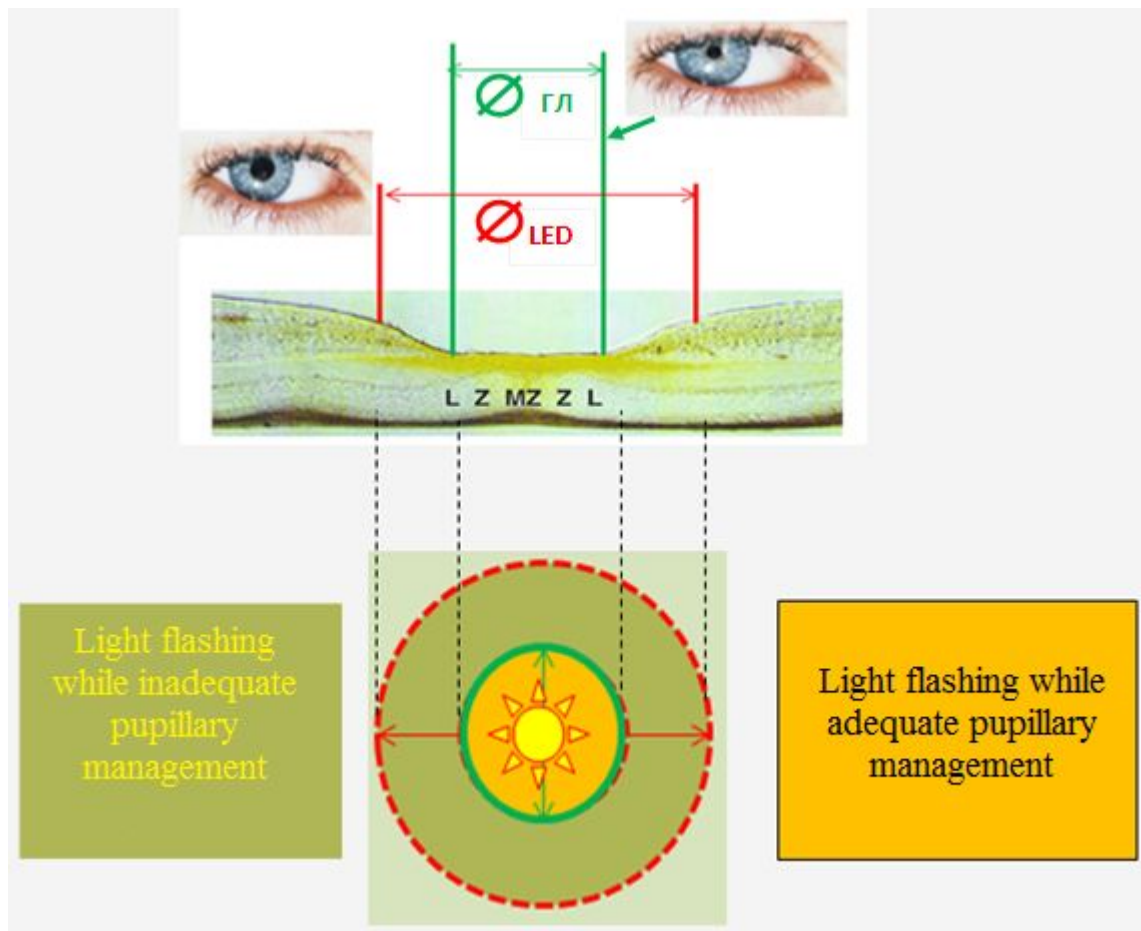 Ø ГЛ
Ø LED
L Z MZ Z L
Light flashing
while inadequate
pupillary
management
Light flashing while
adequate pupillary
management